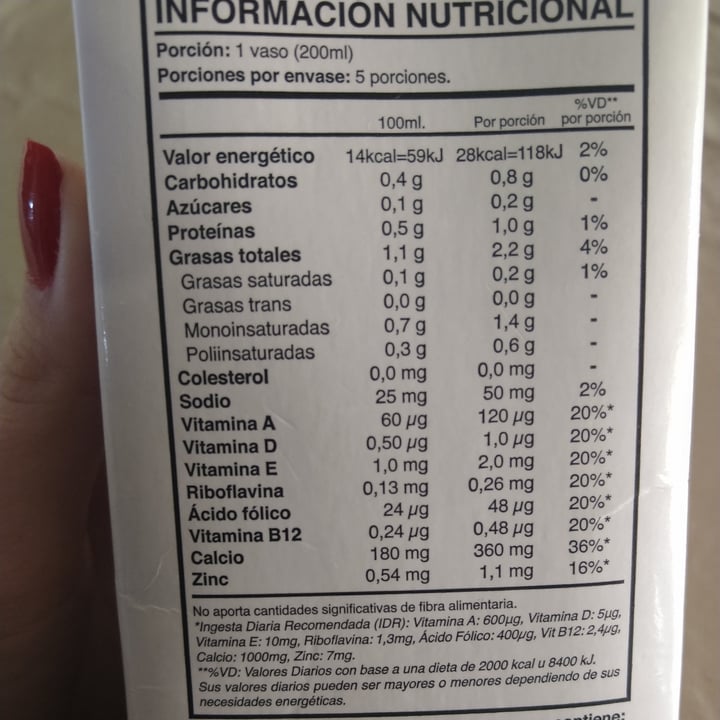 INFORMACIÓN NUTRICIONAL
Porción: 1 vaso (200ml)
Porciones por envase: 5 porciones.
%VD**
100ml. Por porción por porción
Valor energético 14kcal=59kJ 28kcal=118kJ 2%
Carbohidratos 0,4 g 0,8 g 0%
Azúcares 0,1 g 0,2 g -
Proteínas 0,5 g 1,0 g 1%
Grasas totales 1,1 g 2,2 g 4%
Grasas saturadas 0,1 g 0,2 g 1%
Grasas trans 0,0 g 0,0 g -
Monoinsaturadas 0,7 g 1,4 g -
Poliinsaturadas 0,3 g 0,6 g -
Colesterol 0,0 mg 0,0 mg -
Sodio 25 mg 50 mg 2%
Vitamina A 60 µg 120 µg 20%*
Vitamina D 0,50 µg 1,0 µg 20%*
Vitamina E 1,0 mg 2,0 mg 20%*
Riboflavina 0,13 mg 0,26 mg 20%*
Ácido fólico 24 µg 48 µg 20%*
Vitamina B12 0,24 µg 0,48 µg 20%*
Calcio 180 mg 360 mg 36%*
Zinc 0,54 mg 1,1 mg 16%*
No aporta cantidades significativas de fibra alimentaria.
*Ingesta Diaria Recomendada (IDR): Vitamina A: 600µg, Vitamina D: 5µg,
Vitamina E: 10mg, Riboflavina: 1,3mg, Ácido Fólico: 400µg, Vit B12: 2,4µg,
Calcio: 1000mg, Zinc: 7mg.
**%VD: Valores Diarios con base a una dieta de 2000 kcal u 8400 kJ.
Sus valores diarios pueden ser mayores o menores dependiendo de sus
necesidades energéticas.